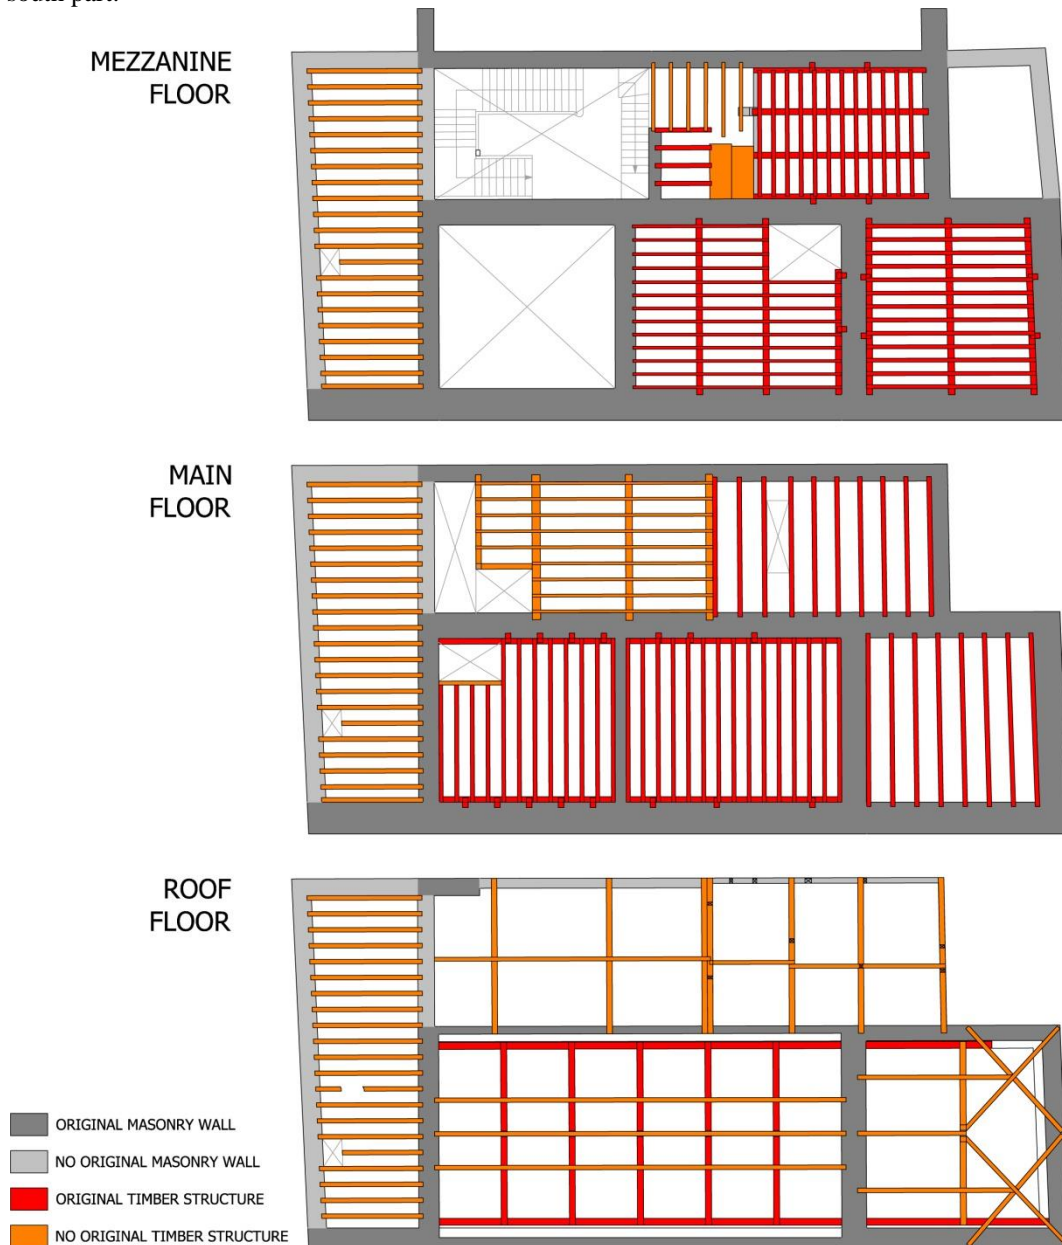 south part.
MEZZANINE
FLOOR
MAIN
FLOOR
ROOF
FLOOR
ORIGINAL MASONRY WALL
NO ORIGINAL MASONRY WALL
ORIGINAL TIMBER STRUCTURE
NO ORIGINAL TIMBER STRUCTURE